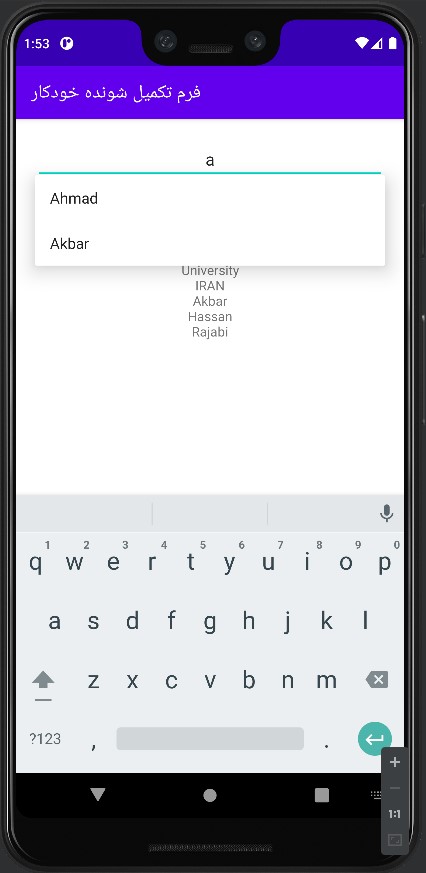 1:53
فرم تکمیل شونده خودکار
a
Ahmad
Akbar
University
IRAN
Akbar
Hassan
Rajabi
1 2 3 4 5 6 7 8 9 0
q w e r t y u i o p
a s d f g h j k l
z x c v b n m
?123 , .
1:1